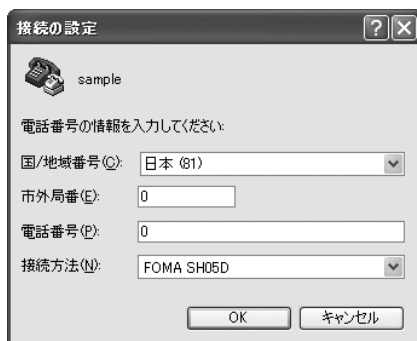 接続の設定
sample
電話番号の情報を入力してください:
国/地域番号(C): 日本 (81)
市外局番(E): 0
電話番号(P): 0
接続方法(N): FOMA SH05D
OK キャンセル